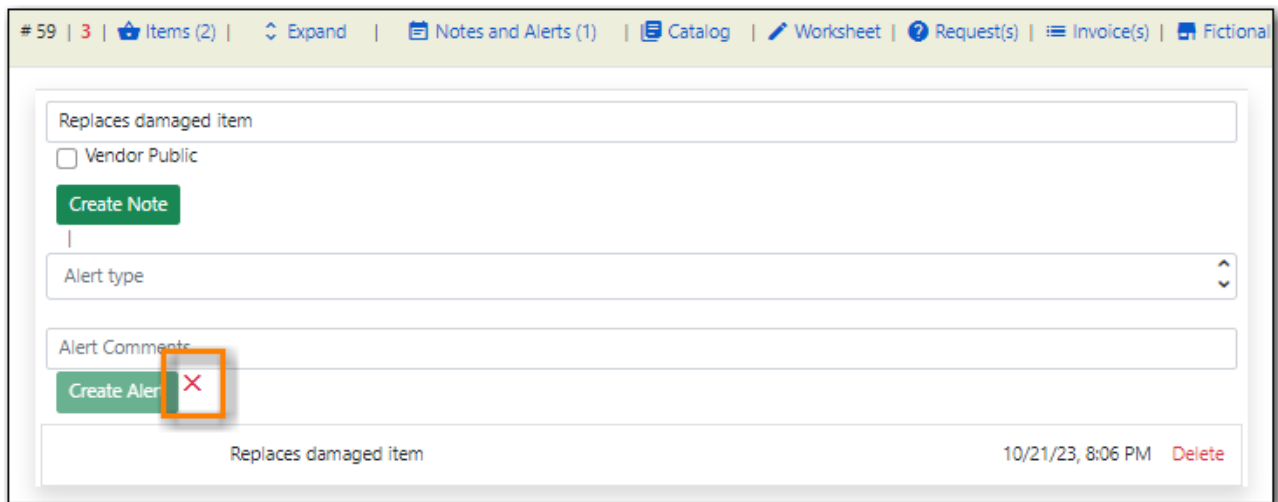 # 59 | 3 | Items (2) | Expand | Notes and Alerts (1) | Catalog | Worksheet | Request(s) | Invoice(s) | Fictional
Replaces damaged item
Vendor Public
Create Note
|
Alert type
Alert Comments
Create Alert
Replaces damaged item 10/21/23, 8:06 PM Delete